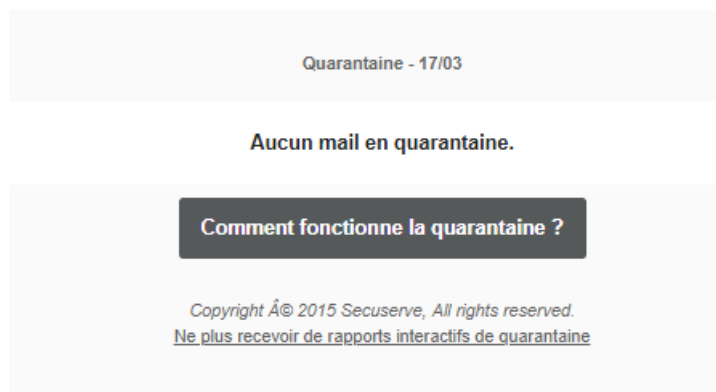 Quarantaine - 17/03
Aucun mail en quarantaine.
Comment fonctionne la quarantaine ?
Copyright Â© 2015 Secuserve, All rights reserved.
Ne plus recevoir de rapports interactifs de quarantaine